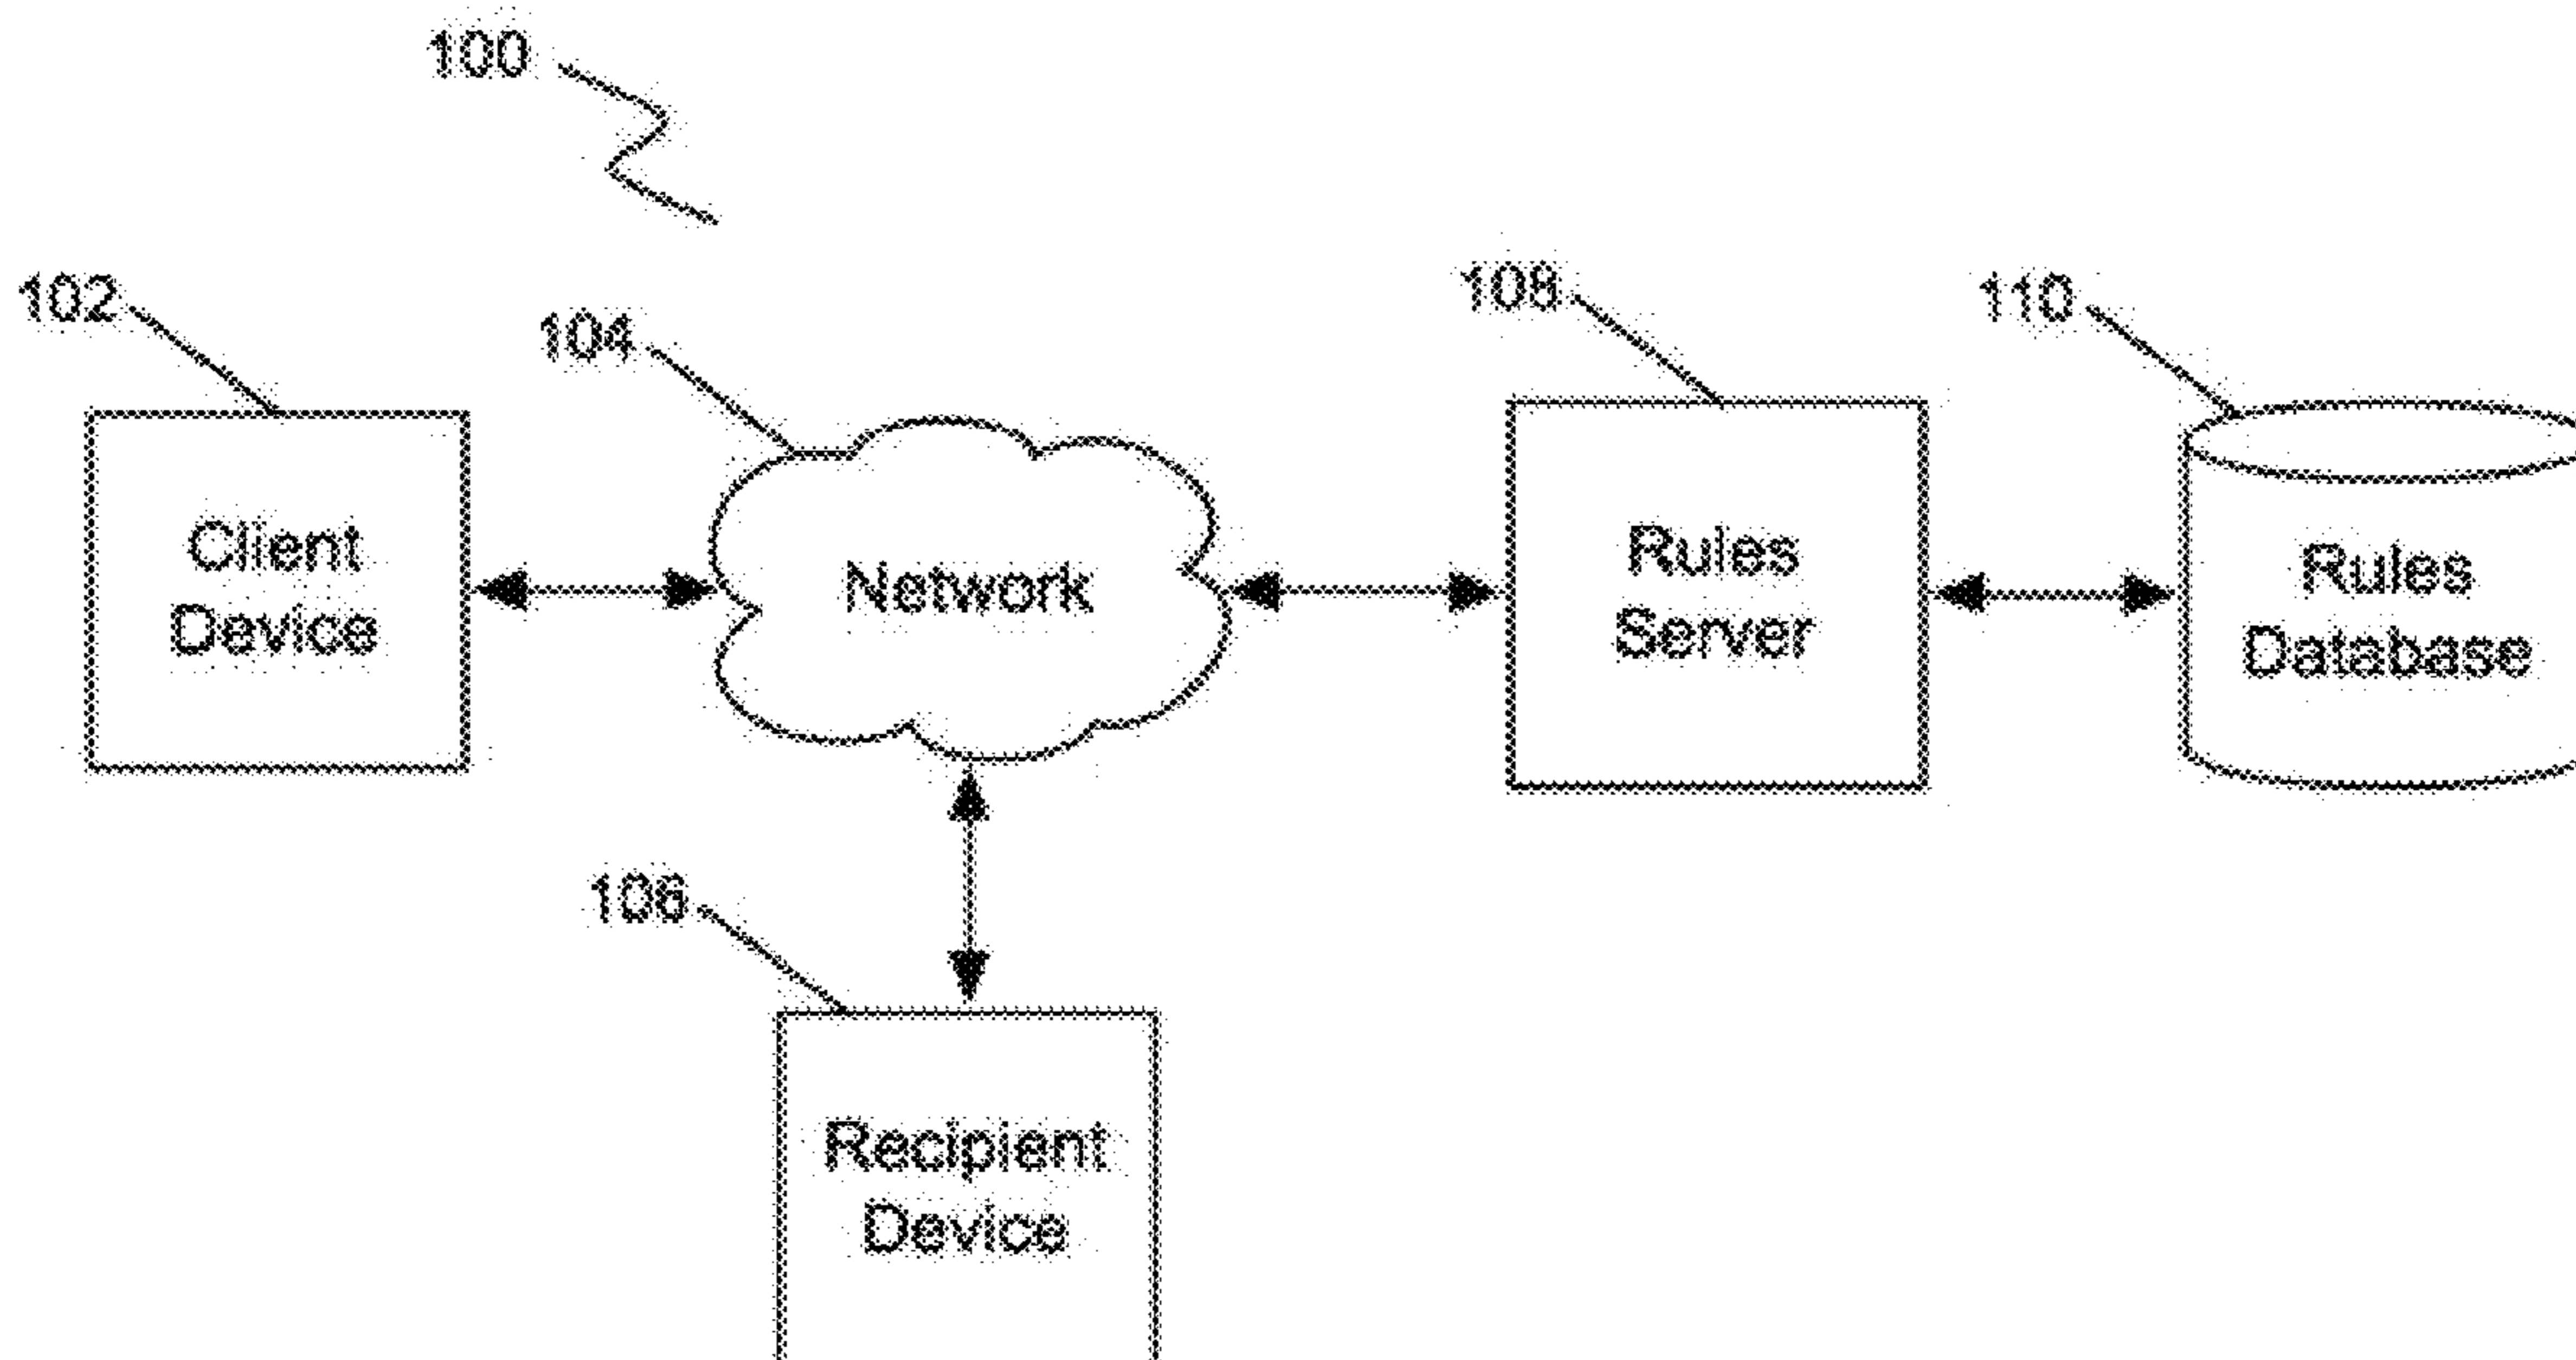 100
102
104
108
110
Client
Device
Network
Rules
Server
Rules
Database
106
Recipient
Device